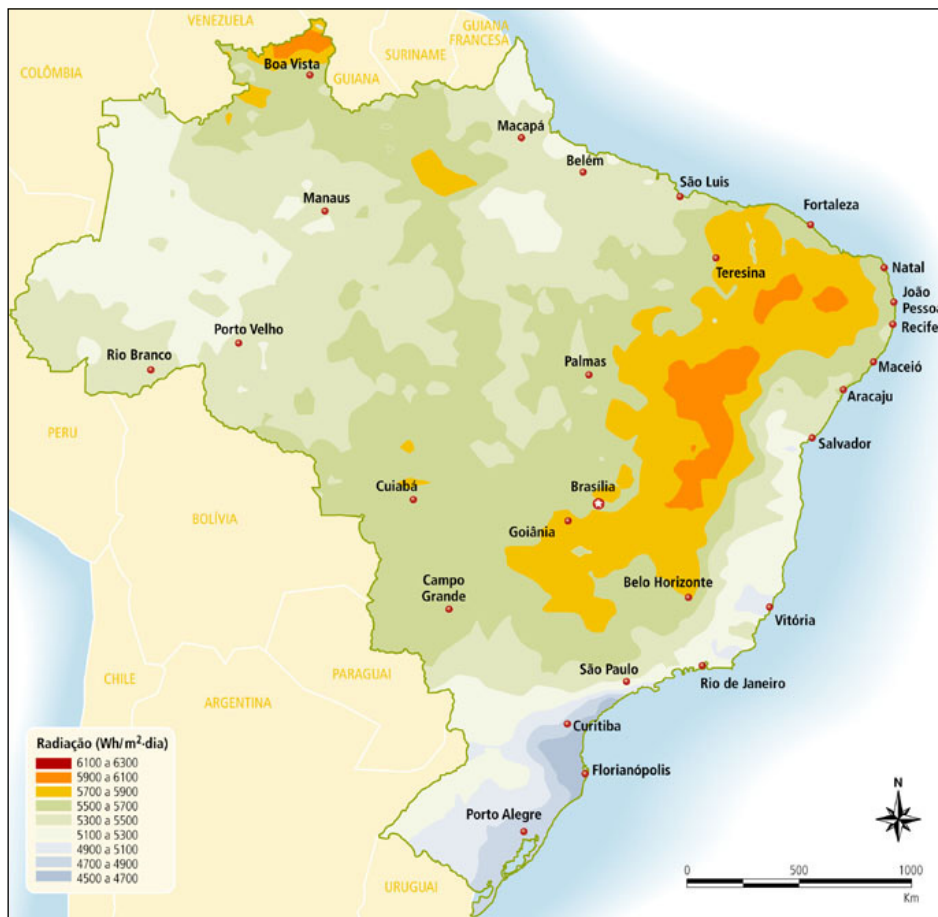 VENEZUELA
GUIANA
FRANCESA
SURINAME
COLÔMBIA
Boa Vista
GUIANA
Macapá
Belém
São Luis
Manaus
Fortaleza
Teresina
Natal
João
Pessoa
Recife
Porto Velho
Rio Branco
Palmas
Maceió
Aracaju
PERU
Salvador
Cuiabá
Brasília
BOLÍVIA
Goiânia
Campo
Grande
Belo Horizonte
Vitória
CHILE
PARAGUAI
São Paulo
Rio de Janeiro
ARGENTINA
Curitiba
Florianópolis
Porto Alegre
URUGUAI
Radiação (Wh/m²·dia)
6100 a 6300
5900 a 6100
5700 a 5900
5500 a 5700
5300 a 5500
5100 a 5300
4900 a 5100
4700 a 4900
4500 a 4700
N
0 500 1000
Km